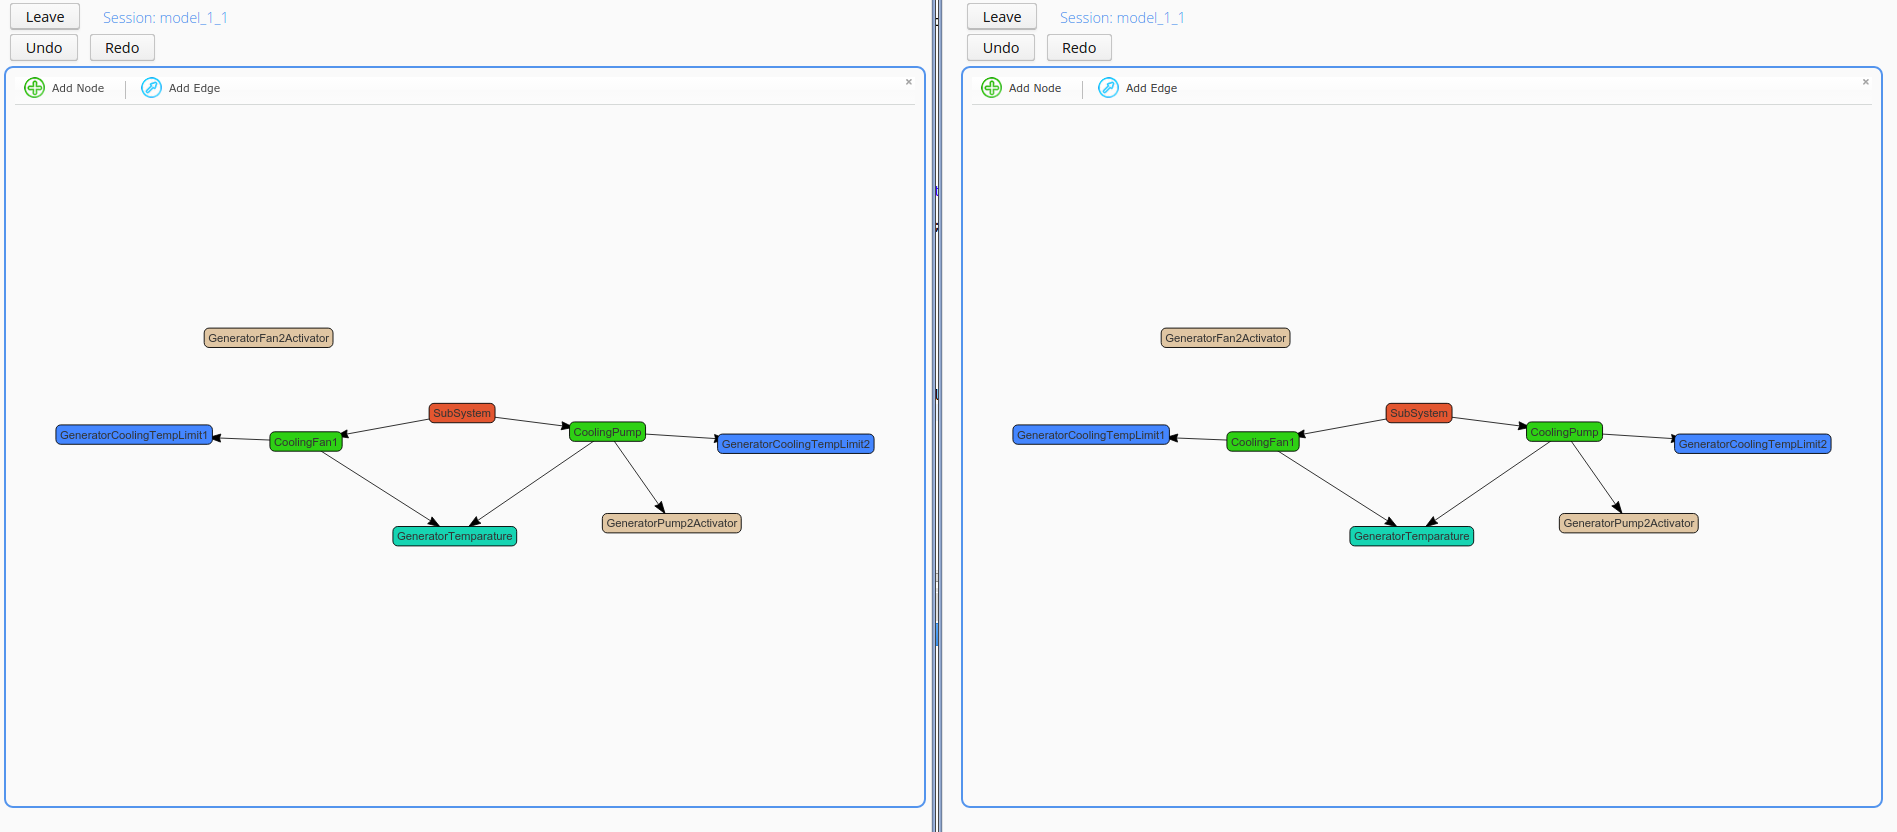 Leave
Session: model_1_1
Undo
Redo
Add Node
Add Edge
×
GeneratorFan2Activator
SubSystem
GeneratorCoolingTempLimit1
CoolingFan1
CoolingPump
GeneratorCoolingTempLimit2
GeneratorPump2Activator
GeneratorTemparature
Leave
Session: model_1_1
Undo
Redo
Add Node
Add Edge
×
GeneratorFan2Activator
SubSystem
GeneratorCoolingTempLimit1
CoolingFan1
CoolingPump
GeneratorCoolingTempLimit2
GeneratorPump2Activator
GeneratorTemparature